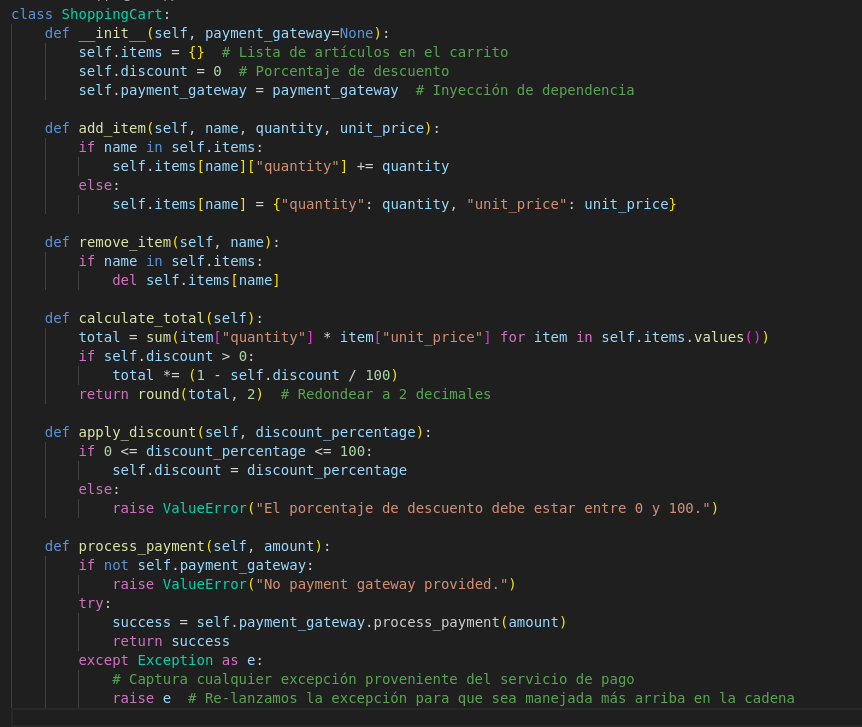 class ShoppingCart:
    def __init__(self, payment_gateway=None):
        self.items = {}  # Lista de artículos en el carrito
        self.discount = 0  # Porcentaje de descuento
        self.payment_gateway = payment_gateway  # Inyección de dependencia

    def add_item(self, name, quantity, unit_price):
        if name in self.items:
            self.items[name]["quantity"] += quantity
        else:
            self.items[name] = {"quantity": quantity, "unit_price": unit_price}

    def remove_item(self, name):
        if name in self.items:
            del self.items[name]

    def calculate_total(self):
        total = sum(item["quantity"] * item["unit_price"] for item in self.items.values())
        if self.discount > 0:
            total *= (1 - self.discount / 100)
        return round(total, 2)  # Redondear a 2 decimales

    def apply_discount(self, discount_percentage):
        if 0 <= discount_percentage <= 100:
            self.discount = discount_percentage
        else:
            raise ValueError("El porcentaje de descuento debe estar entre 0 y 100.")

    def process_payment(self, amount):
        if not self.payment_gateway:
            raise ValueError("No payment gateway provided.")
        try:
            success = self.payment_gateway.process_payment(amount)
            return success
        except Exception as e:
            # Captura cualquier excepción proveniente del servicio de pago
            raise e  # Re-lanzamos la excepción para que sea manejada más arriba en la cadena